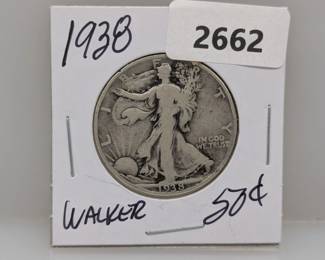 1938
2662
LIBERTY
IN GOD
WE TRUST
1938
WALKER 50¢